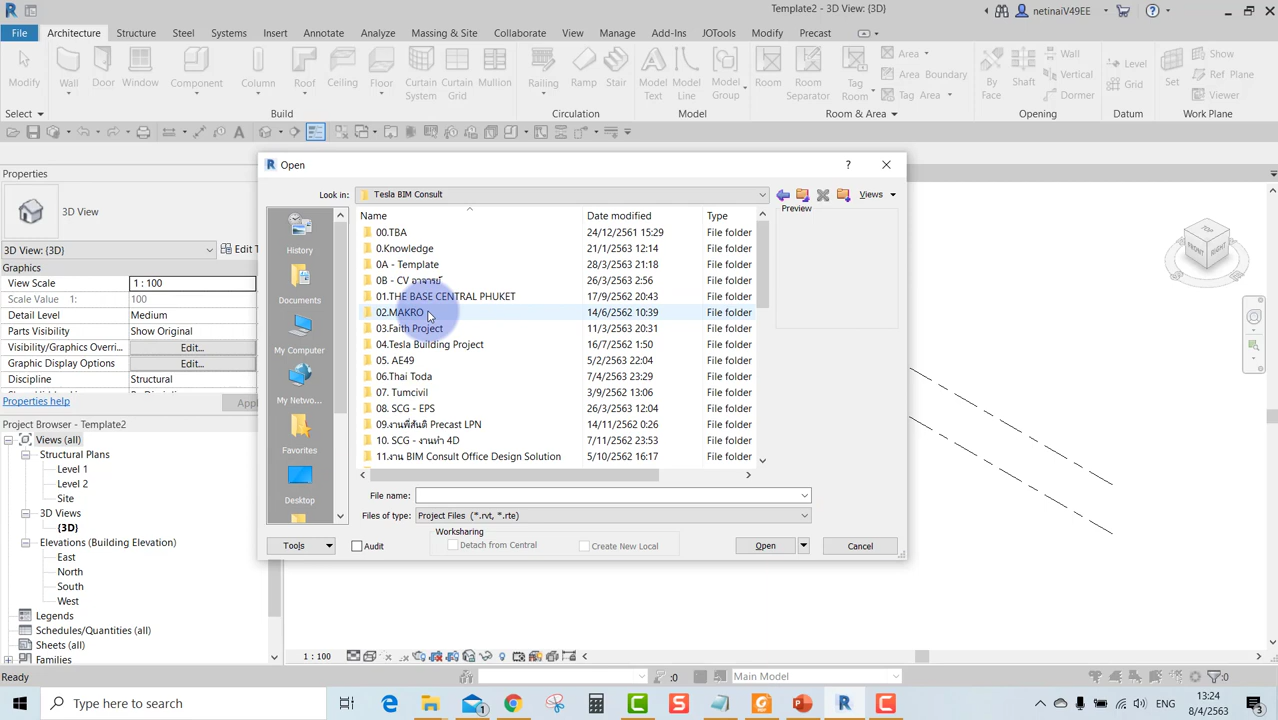 Template2 - 3D View: {3D}
netinaiV49EE
File Architecture Structure Steel Systems Insert Annotate Analyze Massing & Site Collaborate View Manage Add-Ins JOTools Modify Precast
Modify Wall Door Window Component Column Roof Ceiling Curtain System Curtain Grid Mullion Railing Ramp Stair Model Text Model Line Model Group Room Room Separator Tag Room By Face Shaft Set
Area
Area Boundary
Tag Area
Wall
Vertical
Dormer
Level
Grid
Show
Ref Plane
Viewer
Select Build Circulation Model Room & Area Opening Datum Work Plane
Properties
3D View
3D View: {3D} Edit T
Graphics
View Scale 1 : 100
Scale Value 1: 100
Detail Level Medium
Parts Visibility Show Original
Visibility/Graphics Overri... Edit...
Graphic Display Options Edit...
Discipline Structural
Properties help App
Project Browser - Template2
Views (all)
Structural Plans
Level 1
Level 2
Site
3D Views
{3D}
Elevations (Building Elevation)
East
North
South
West
Legends
Schedules/Quantities (all)
Sheets (all)
Families
Open
Look in: Tesla BIM Consult Views
Name Date modified Type
Preview
00.TBA 24/12/2561 15:29 File folder
0.Knowledge 21/1/2563 12:14 File folder
0A - Template 28/3/2563 21:18 File folder
0B - CV อาจารย์ 26/3/2563 2:56 File folder
01.THE BASE CENTRAL PHUKET 17/9/2562 20:43 File folder
02.MAKRO 14/6/2562 10:39 File folder
03.Faith Project 11/3/2563 20:31 File folder
04.Tesla Building Project 16/7/2562 1:50 File folder
05. AE49 5/2/2563 22:04 File folder
06.Thai Toda 7/4/2563 23:29 File folder
07. Tumcivil 3/9/2562 13:06 File folder
08. SCG - EPS 26/3/2563 12:04 File folder
09.งานพี่สันติ Precast LPN 14/11/2562 0:26 File folder
10. SCG - งานทำ 4D 7/11/2562 23:53 File folder
11.งาน BIM Consult Office Design Solution 5/10/2562 16:17 File folder
History
Documents
My Computer
My Netwo...
Favorites
Desktop
File name:
Files of type: Project Files (*.rvt, *.rte)
Worksharing
Tools Audit Detach from Central Create New Local Open Cancel
TOP
1 : 100
Ready :0 Main Model :0
Type here to search
1
ENG 13:24
8/4/2563
3